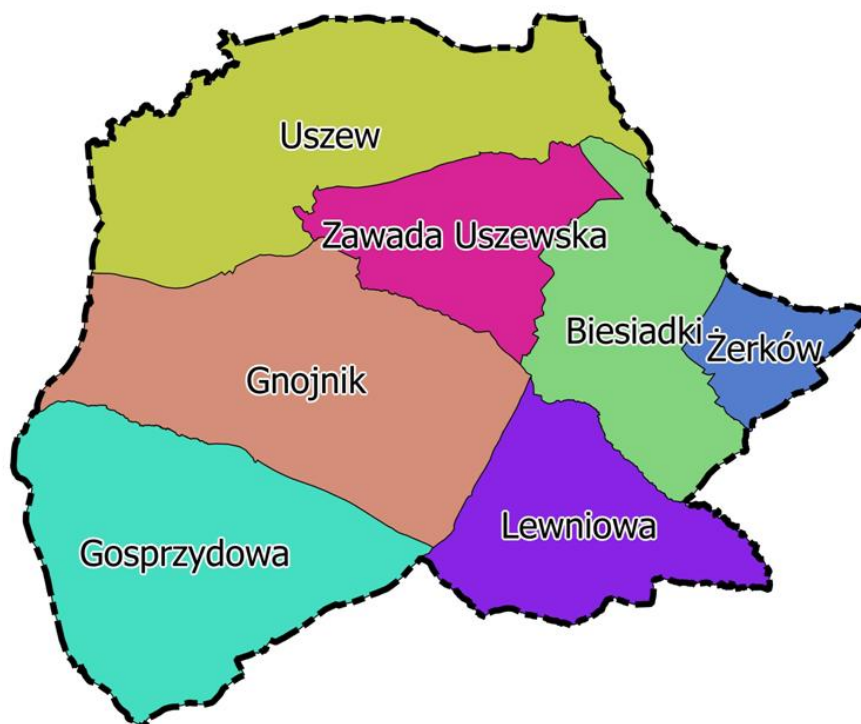 Uszew
Zawada Uszewska
Biesiadki
Żerków
Gnojnik
Lewniowa
Gosprzydowa